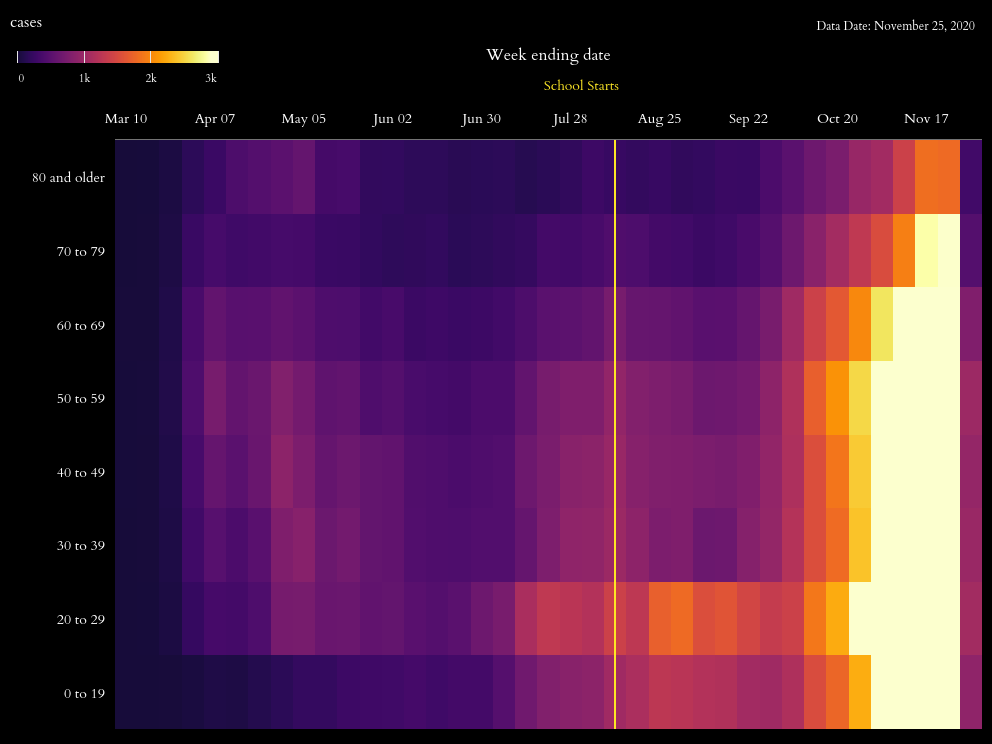 cases
Data Date: November 25, 2020
0 1k 2k 3k
Week ending date
School Starts
Mar 10 Apr 07 May 05 Jun 02 Jun 30 Jul 28 Aug 25 Sep 22 Oct 20 Nov 17
80 and older
70 to 79
60 to 69
50 to 59
40 to 49
30 to 39
20 to 29
0 to 19